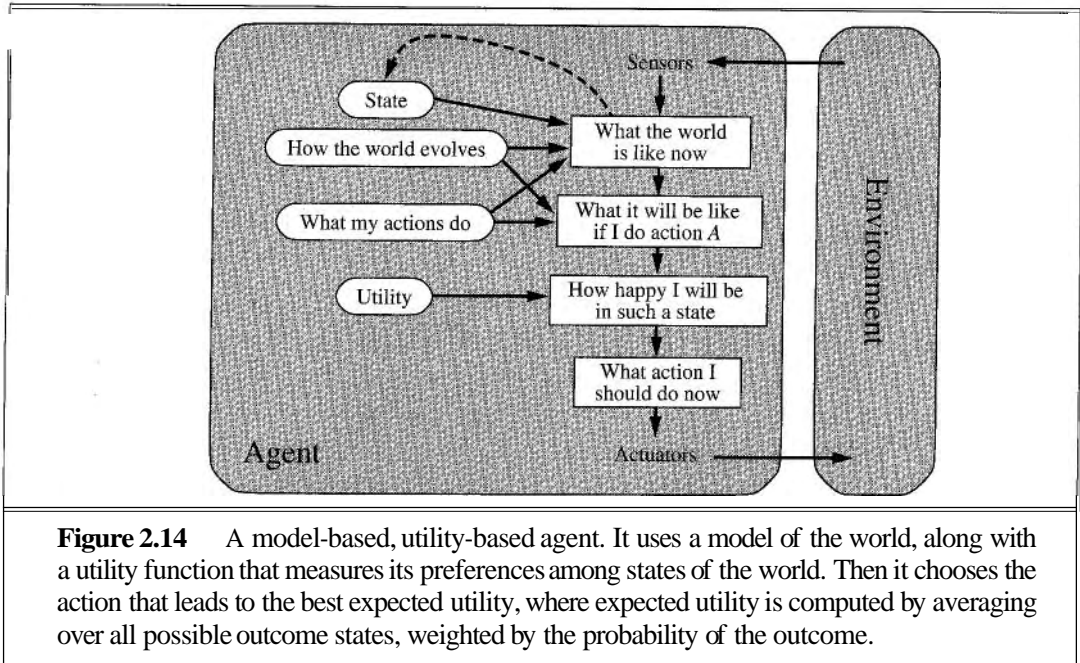 Sensors
State
What the world
is like now
How the world evolves
What it will be like
if I do action A
What my actions do
How happy I will be
in such a state
Utility
What action I
should do now
Agent
Actuators
Environment
Figure 2.14 A model-based, utility-based agent. It uses a model of the world, along with
a utility function that measures its preferences among states of the world. Then it chooses the
action that leads to the best expected utility, where expected utility is computed by averaging
over all possible outcome states, weighted by the probability of the outcome.